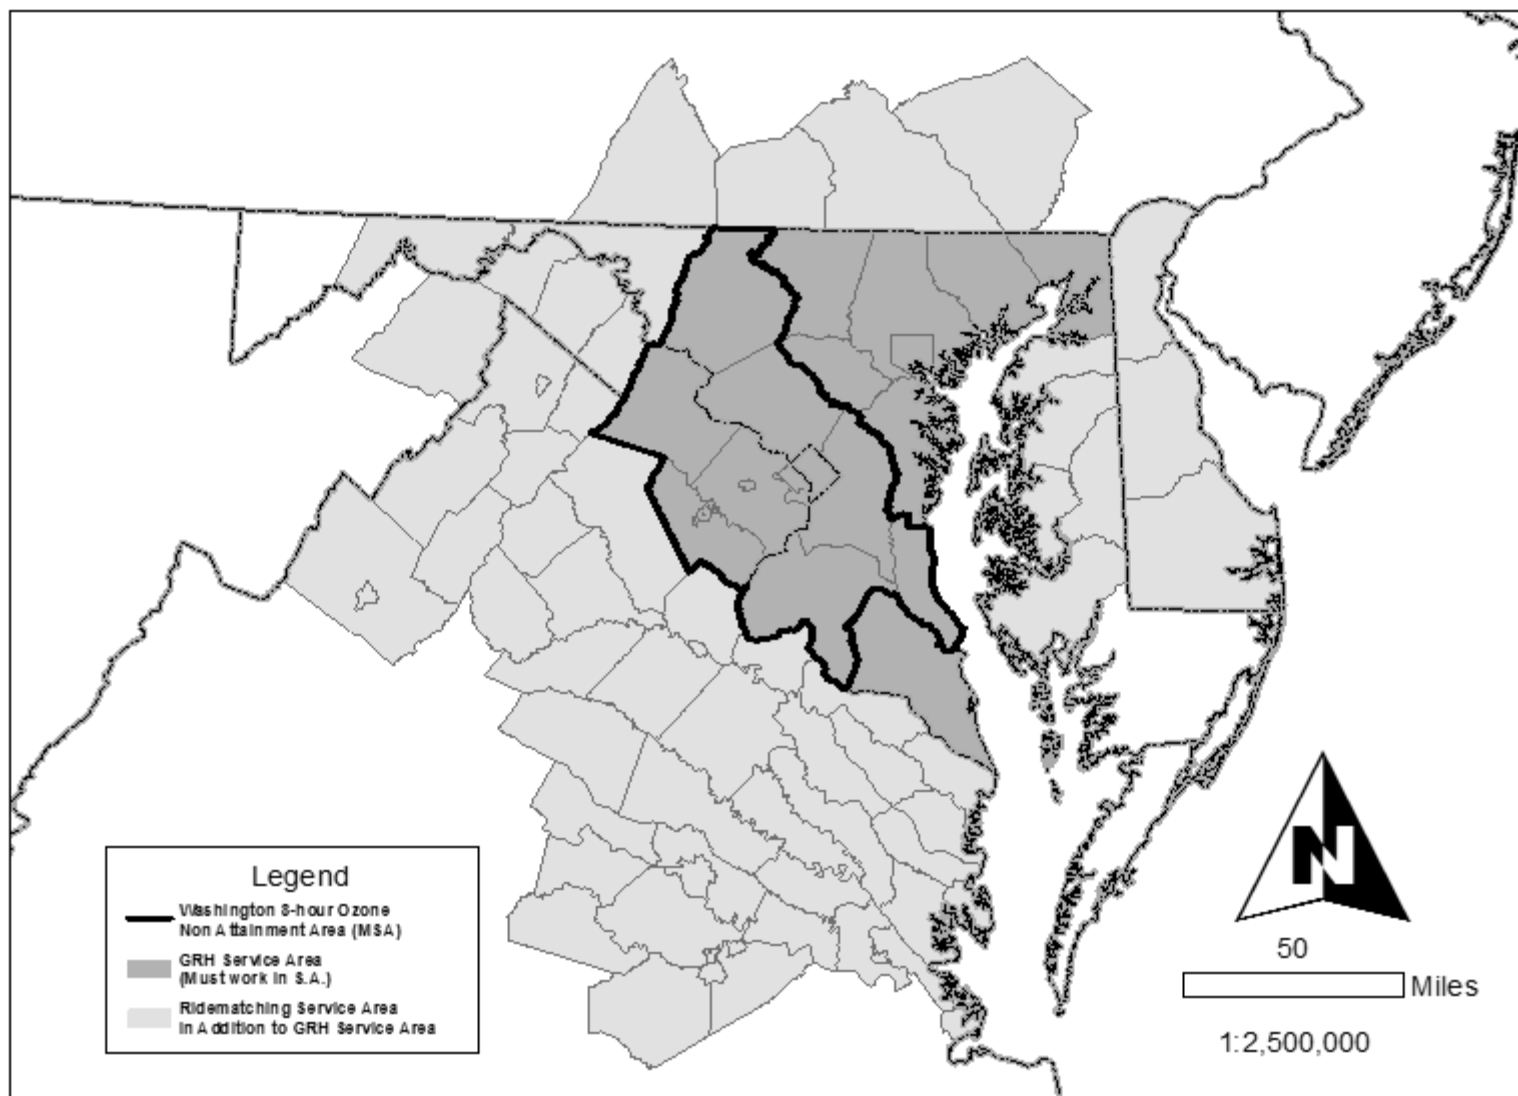 Legend
Washington 8-hour Ozone
Non Attainment Area (MSA)
GRH Service Area
(Must work in S.A.)
Ridematching Service Area
In Addition to GRH Service Area
N
50
Miles
1:2,500,000